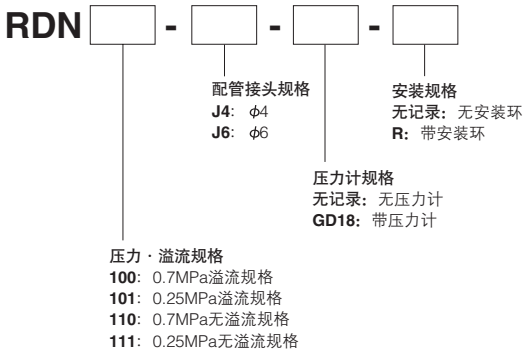 RDN - - -
配管接头规格
J4: ϕ4
J6: ϕ6
安装规格
无记录: 无安装环
R: 带安装环
压力计规格
无记录: 无压力计
GD18: 带压力计
压力·溢流规格
100: 0.7MPa溢流规格
101: 0.25MPa溢流规格
110: 0.7MPa无溢流规格
111: 0.25MPa无溢流规格